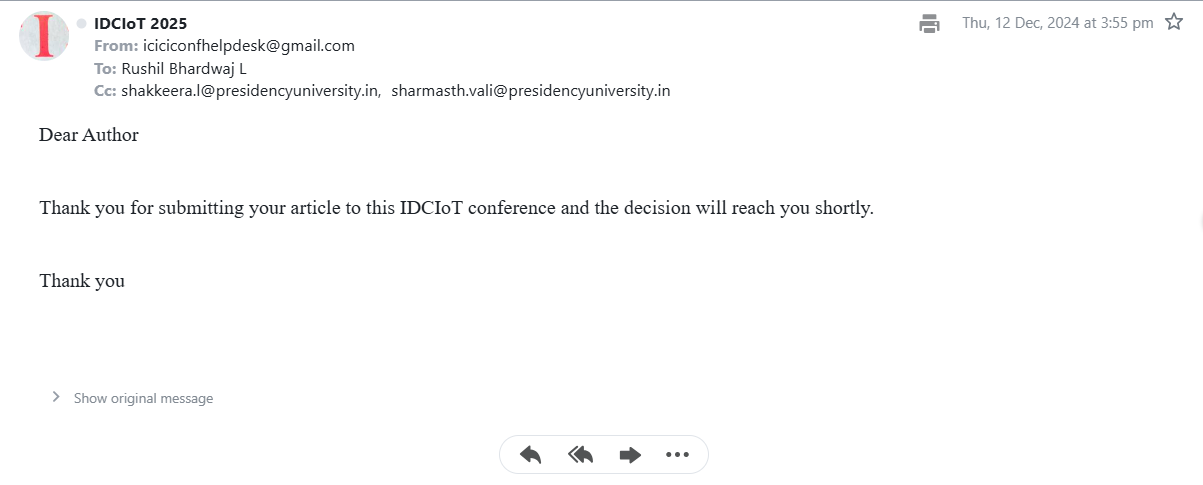 IDCIoT 2025
Thu, 12 Dec, 2024 at 3:55 pm
From: iciciconfhelpdesk@gmail.com
To: Rushil Bhardwaj L
Cc: shakkeera.l@presidencyuniversity.in, sharmasth.vali@presidencyuniversity.in
Dear Author
Thank you for submitting your article to this IDCIoT conference and the decision will reach you shortly.
Thank you
Show original message